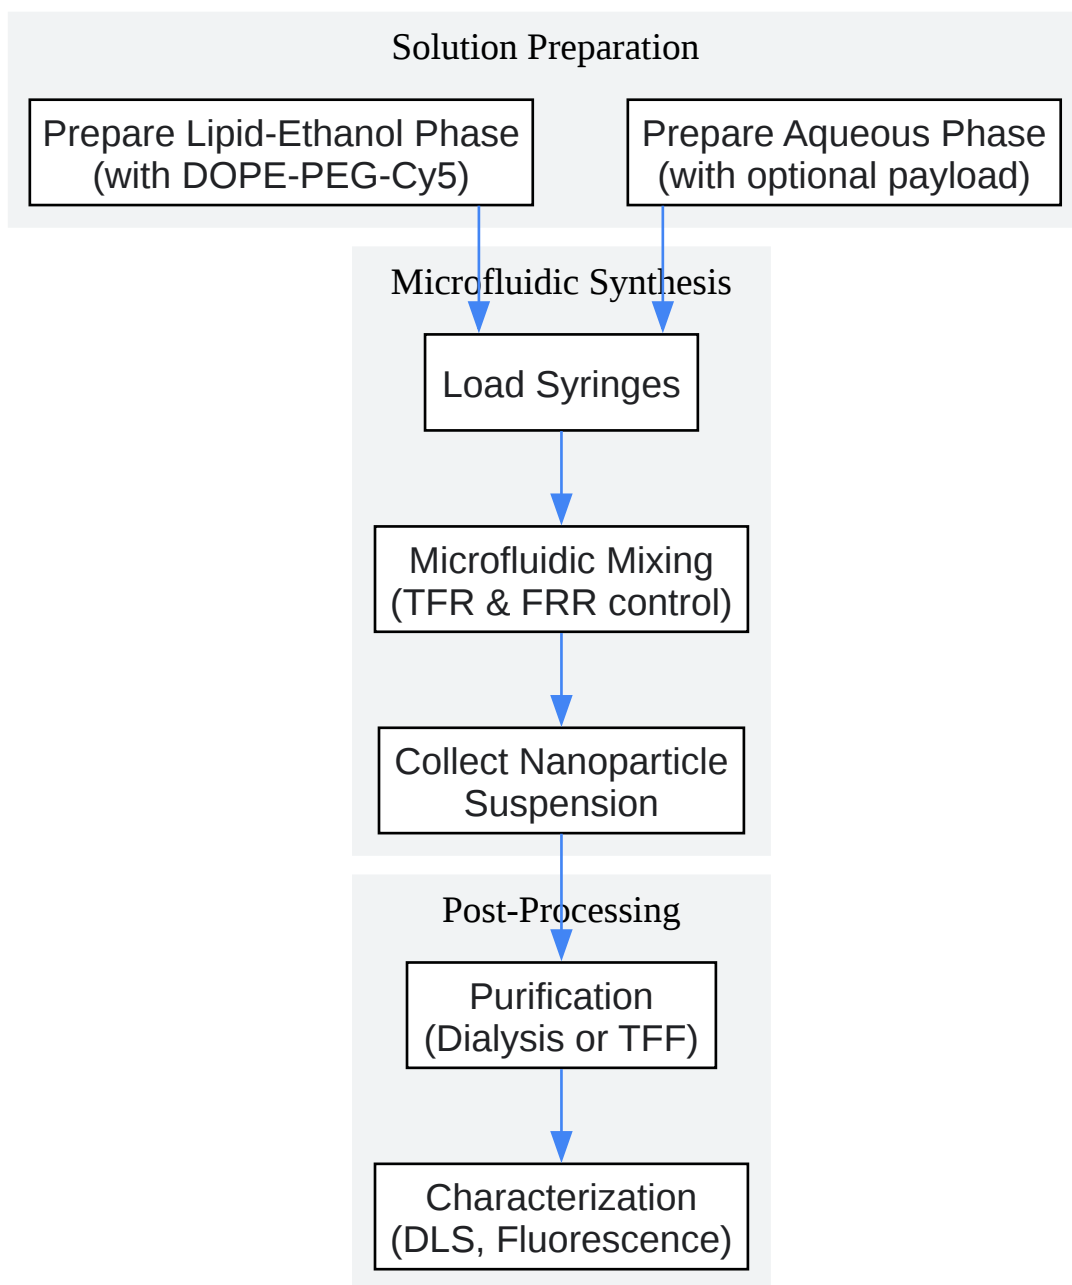 Solution Preparation
Prepare Lipid-Ethanol Phase
(with DOPE-PEG-Cy5)
Prepare Aqueous Phase
(with optional payload)
Microfluidic Synthesis
Load Syringes
Microfluidic Mixing
(TFR & FRR control)
Collect Nanoparticle
Suspension
Post-Processing
Purification
(Dialysis or TFF)
Characterization
(DLS, Fluorescence)